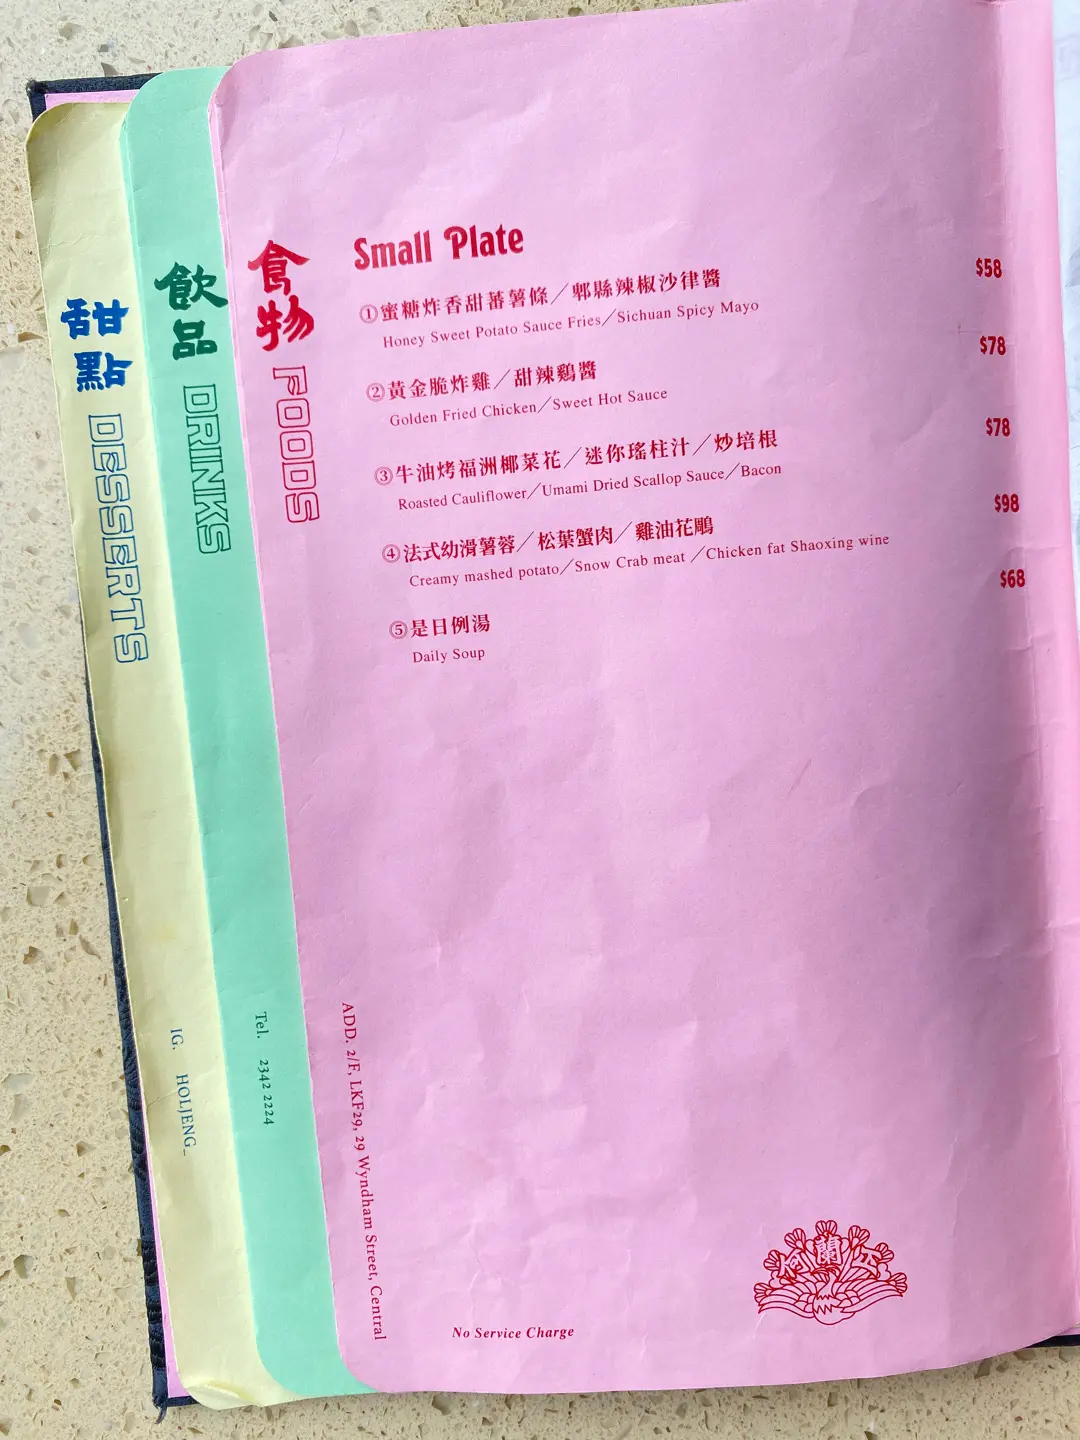 甜點
DESSERTS
IG. HOLJENG_
飲品
DRINKS
Tel. 2342 2224
食物
FOODS
ADD. 2/F, LKF29, 29 Wyndham Street, Central
Small Plate
①蜜糖炸香甜蕃薯條／郫縣辣椒沙律醬 $58
Honey Sweet Potato Sauce Fries／Sichuan Spicy Mayo
②黃金脆炸雞／甜辣鷄醬 $78
Golden Fried Chicken／Sweet Hot Sauce
③牛油烤福洲椰菜花／迷你瑤柱汁／炒培根 $78
Roasted Cauliflower／Umami Dried Scallop Sauce／Bacon
④法式幼滑薯蓉／松葉蟹肉／雞油花鵰 $98
Creamy mashed potato／Snow Crab meat／Chicken fat Shaoxing wine
⑤是日例湯 $68
Daily Soup
No Service Charge
何蘭正